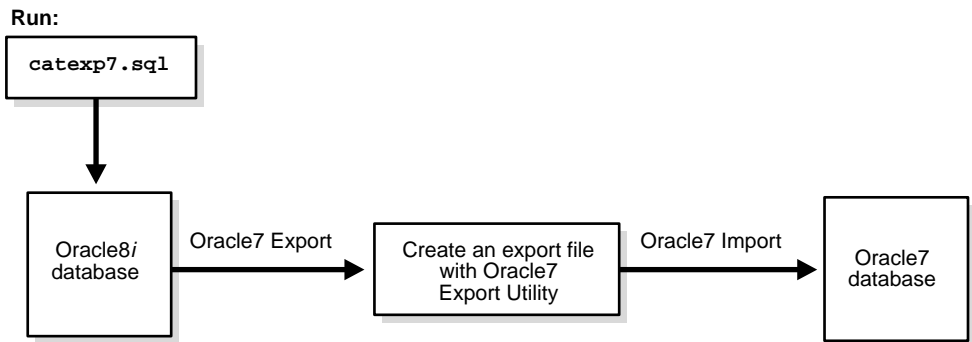 Run:
catexp7.sql
Oracle8i
database
Oracle7 Export
Create an export file
with Oracle7
Export Utility
Oracle7 Import
Oracle7
database